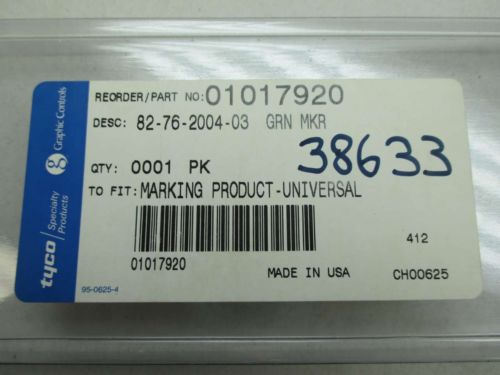 REORDER/PART NO: 01017920
DESC: 82-76-2004-03 GRN MKR
38633
QTY: 0001 PK
TO FIT: MARKING PRODUCT-UNIVERSAL
412
01017920
MADE IN USA
CH00625
tyco
Specialty
Products
Graphic Controls
95-0625-4